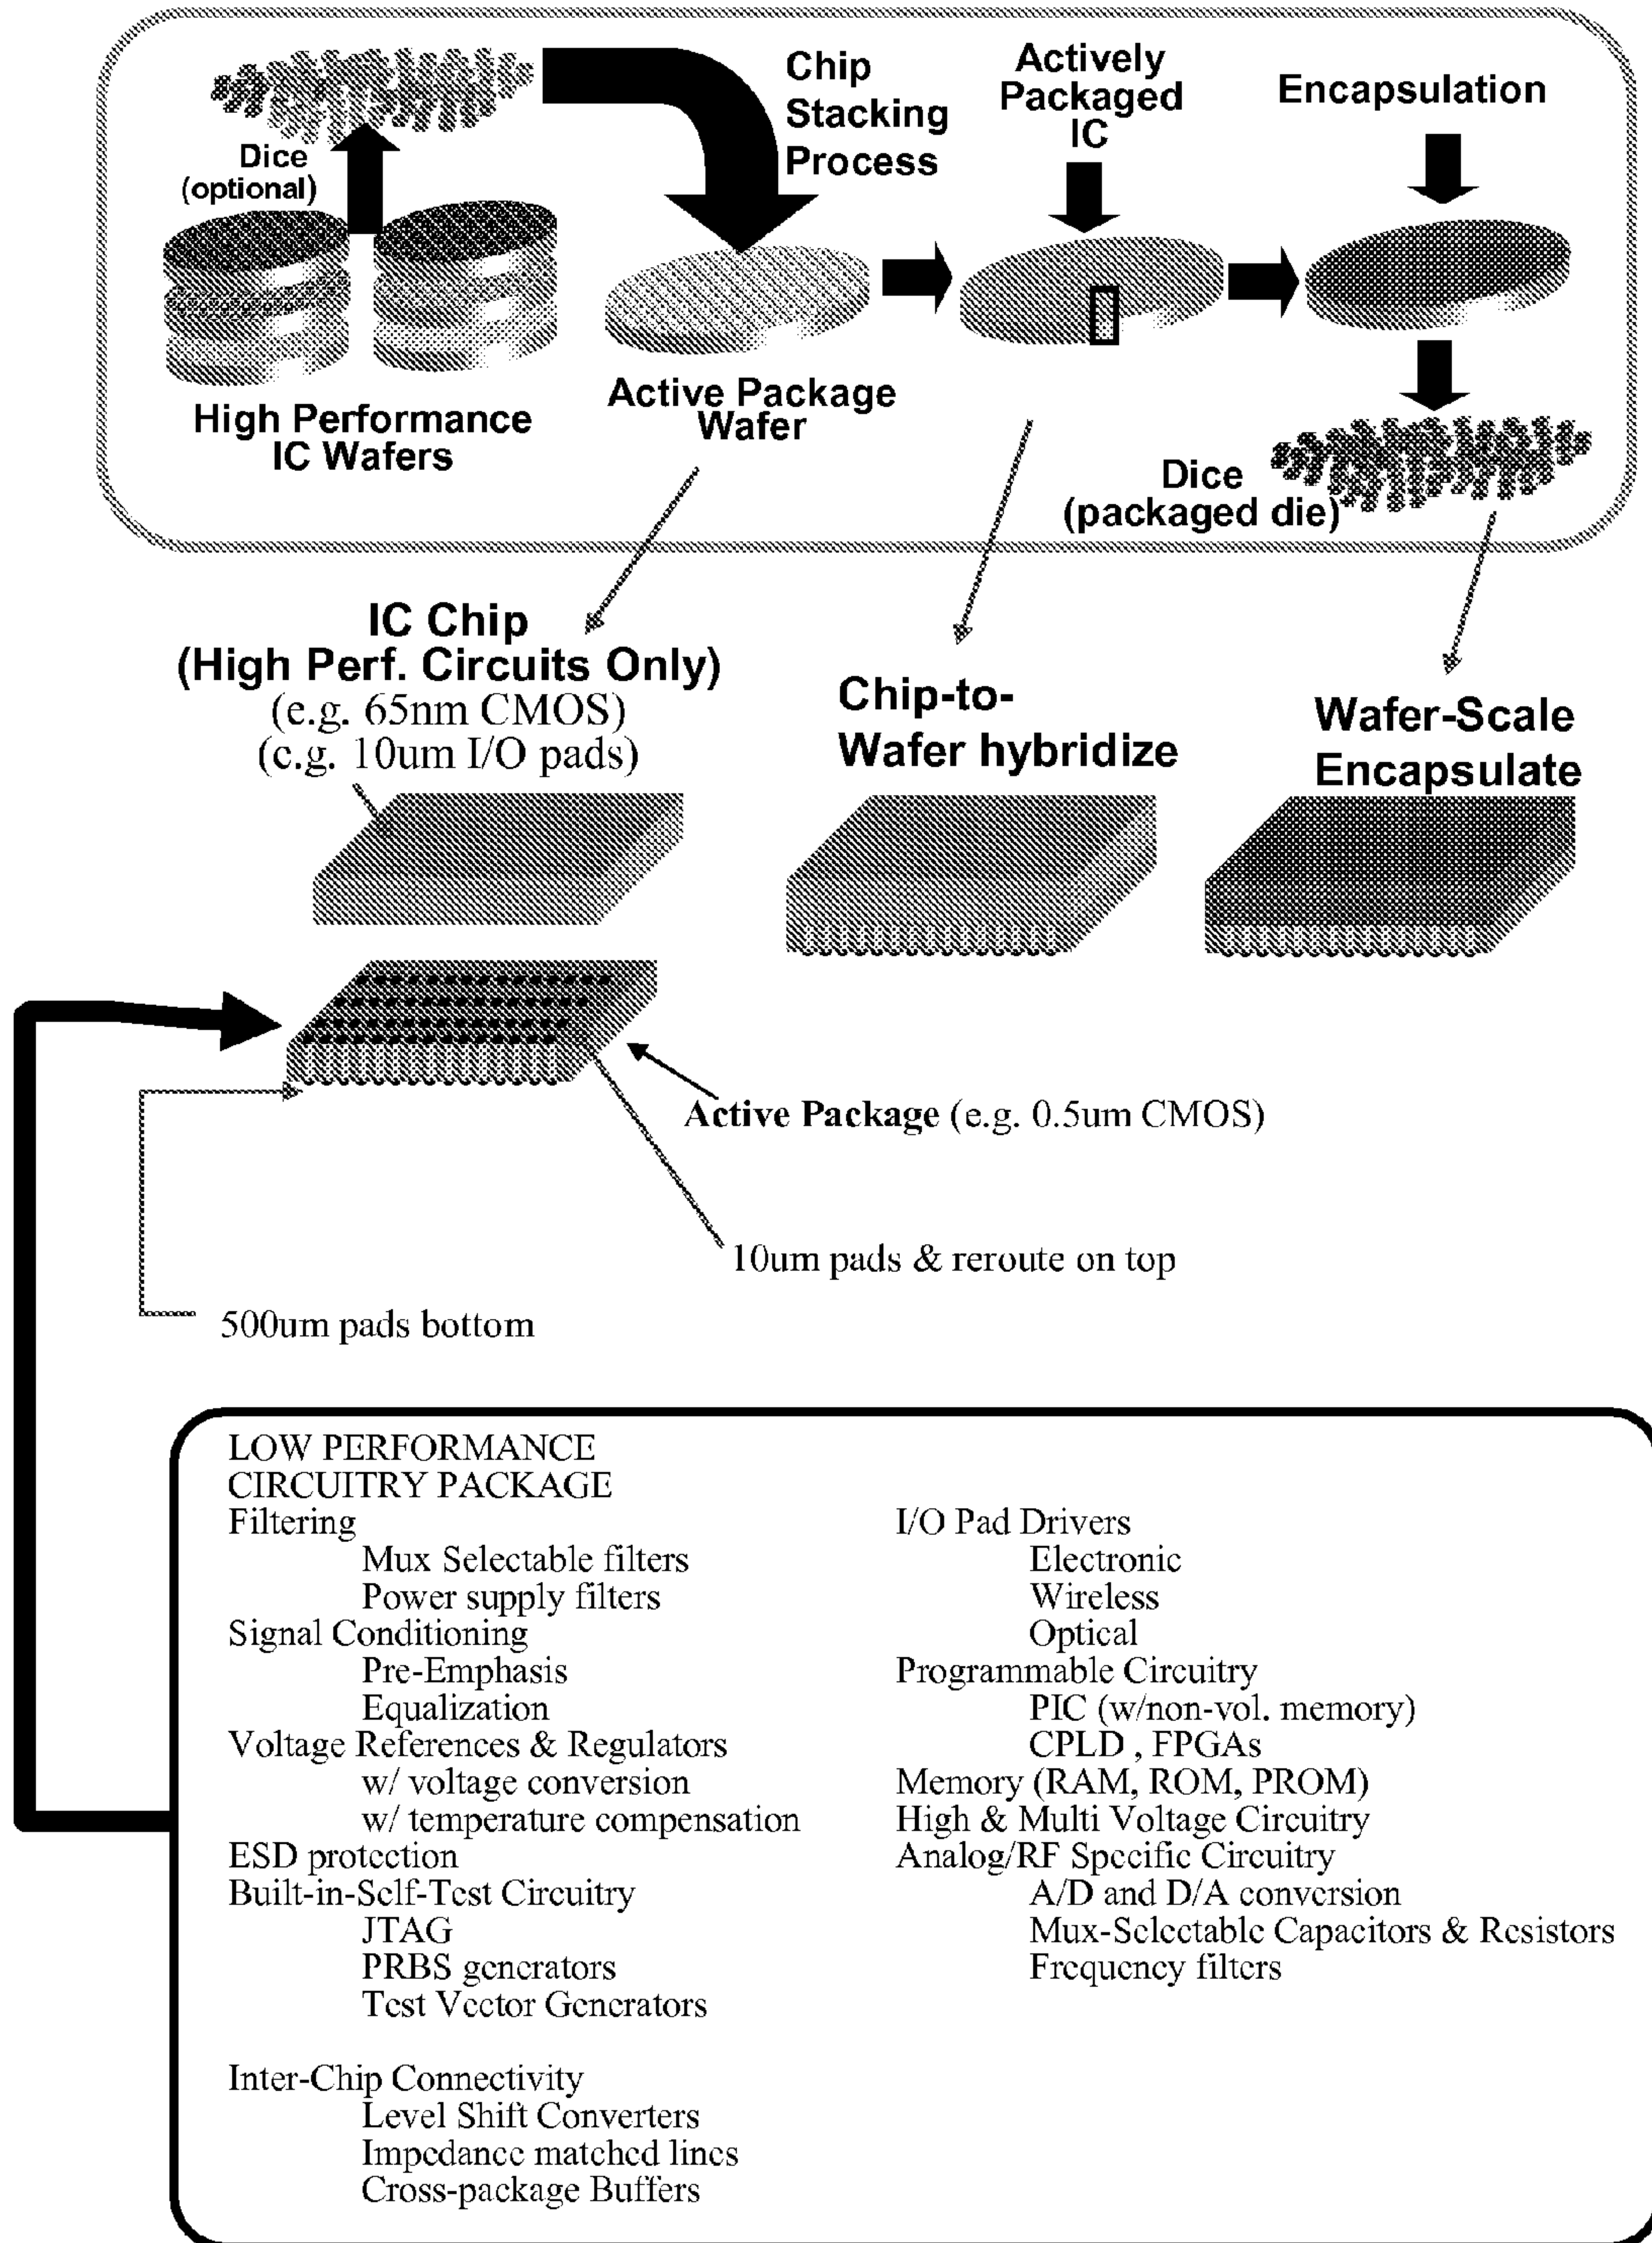 Chip
Stacking
Process
Actively
Packaged
IC
Encapsulation
Dice
(optional)
High Performance
IC Wafers
Active Package
Wafer
Dice
(packaged die)
IC Chip
(High Perf. Circuits Only)
(e.g. 65nm CMOS)
(e.g. 10um I/O pads)
Chip-to-
Wafer hybridize
Wafer-Scale
Encapsulate
Active Package (e.g. 0.5um CMOS)
10um pads & reroute on top
500um pads bottom
LOW PERFORMANCE
CIRCUITRY PACKAGE
Filtering
Mux Selectable filters
Power supply filters
Signal Conditioning
Pre-Emphasis
Equalization
Voltage References & Regulators
w/ voltage conversion
w/ temperature compensation
ESD protection
Built-in-Self-Test Circuitry
JTAG
PRBS generators
Test Vector Generators
Inter-Chip Connectivity
Level Shift Converters
Impedance matched lines
Cross-package Buffers
I/O Pad Drivers
Electronic
Wireless
Optical
Programmable Circuitry
PIC (w/non-vol. memory)
CPLD , FPGAs
Memory (RAM, ROM, PROM)
High & Multi Voltage Circuitry
Analog/RF Specific Circuitry
A/D and D/A conversion
Mux-Selectable Capacitors & Resistors
Frequency filters